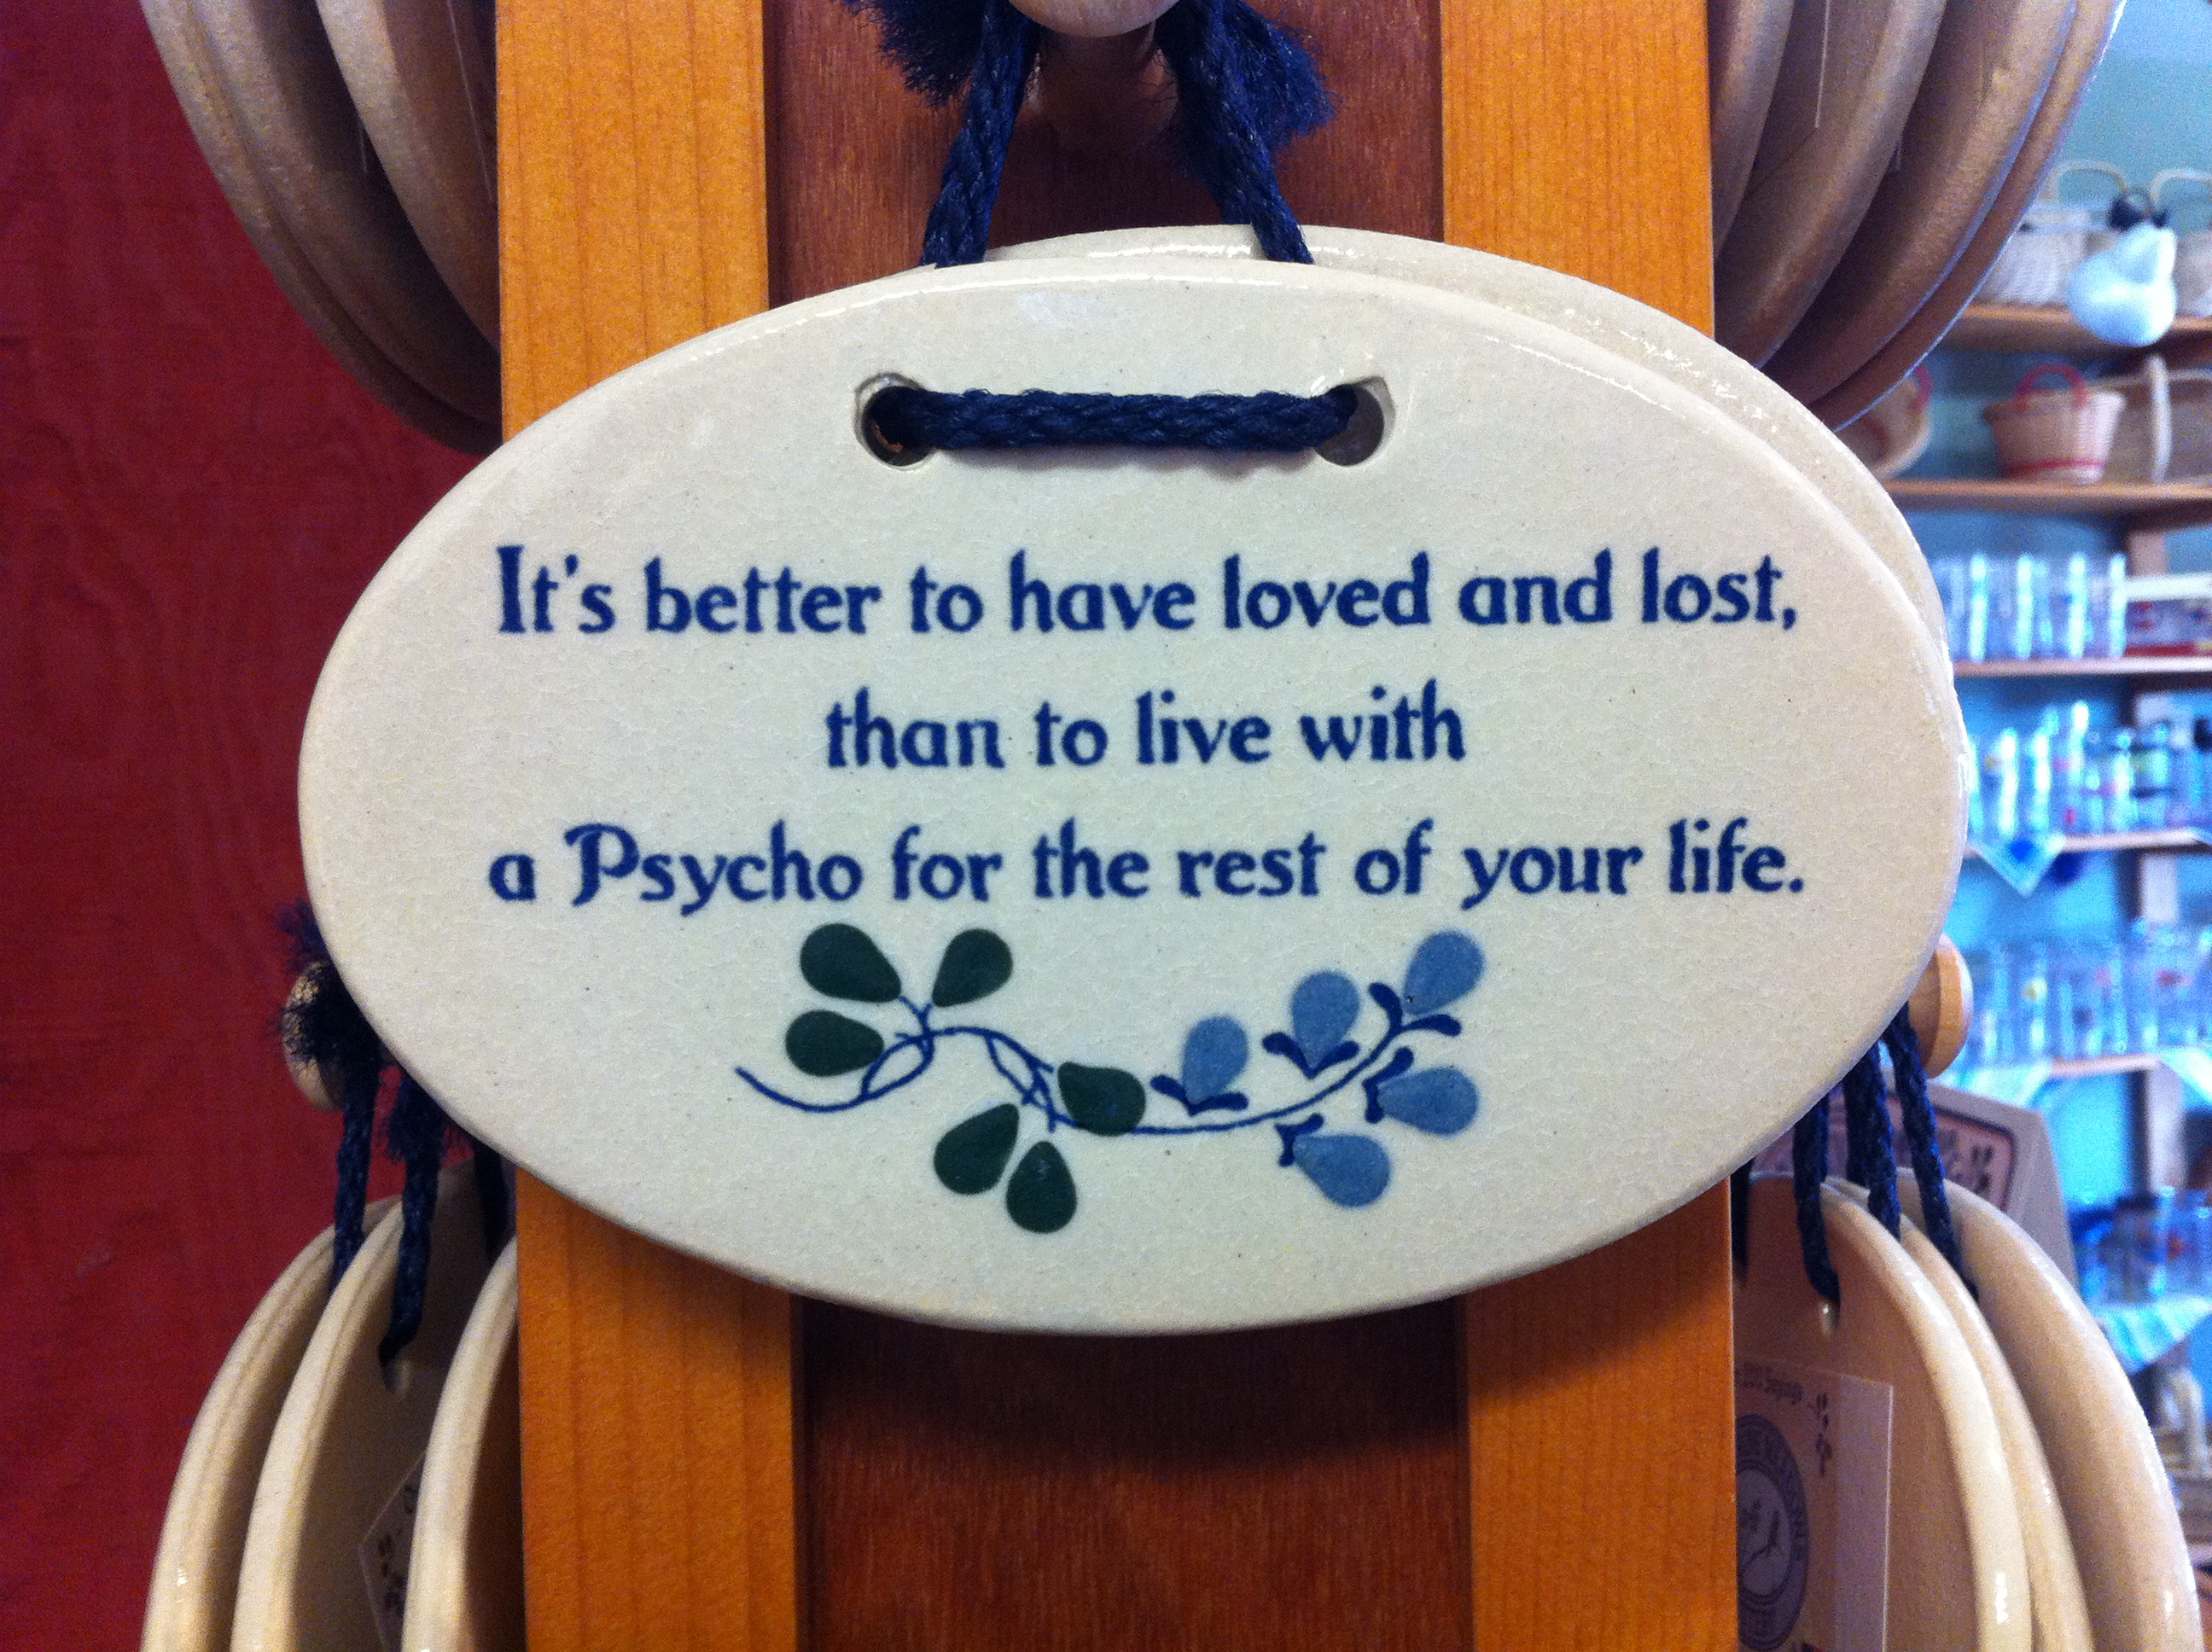 It's better to have loved and lost,
than to live with
a Psycho for the rest of your life.